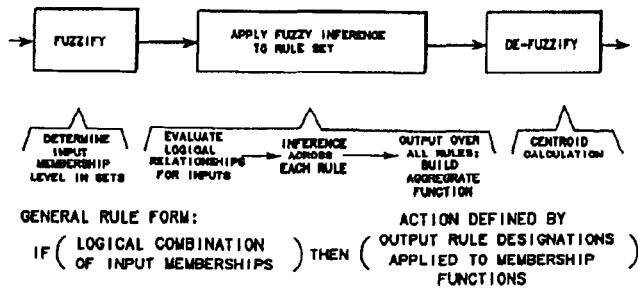 FUZZIFY
APPLY FUZZY INFERENCE
TO RULE SET
DE-FUZZIFY
DETERMINE
INPUT
MEMBERSHIP
LEVEL IN SETS
EVALUATE
LOGICAL
RELATIONSHIPS
FOR INPUTS
INFERENCE
ACROSS
EACH RULE
OUTPUT OVER
ALL RULES;
BUILD
AGGREGRATE
FUNCTION
CENTROID
CALCULATION
GENERAL RULE FORM:
IF ( LOGICAL COMBINATION
OF INPUT MEMBERSHIPS ) THEN (
ACTION DEFINED BY
OUTPUT RULE DESIGNATIONS
APPLIED TO MEMBERSHIP
FUNCTIONS )